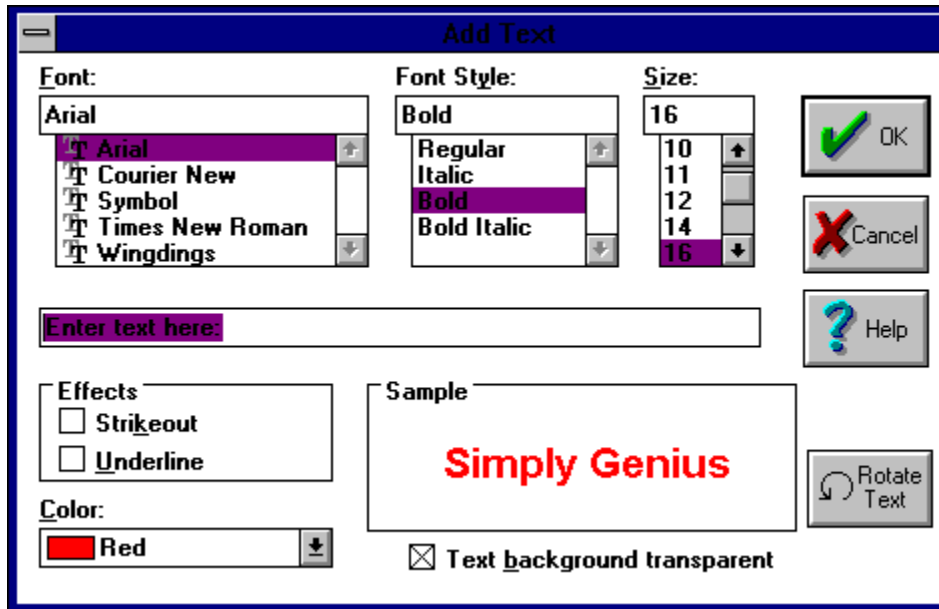 Add Text
Font: Font Style: Size:
Arial Bold 16
Arial Regular 10
Courier New Italic 11
Symbol Bold 12
Times New Roman Bold Italic 14
Wingdings 16
OK
Cancel
Enter text here:
Help
Effects
Strikeout
Underline
Sample
Simply Genius
Rotate
Text
Color:
Red
Text background transparent